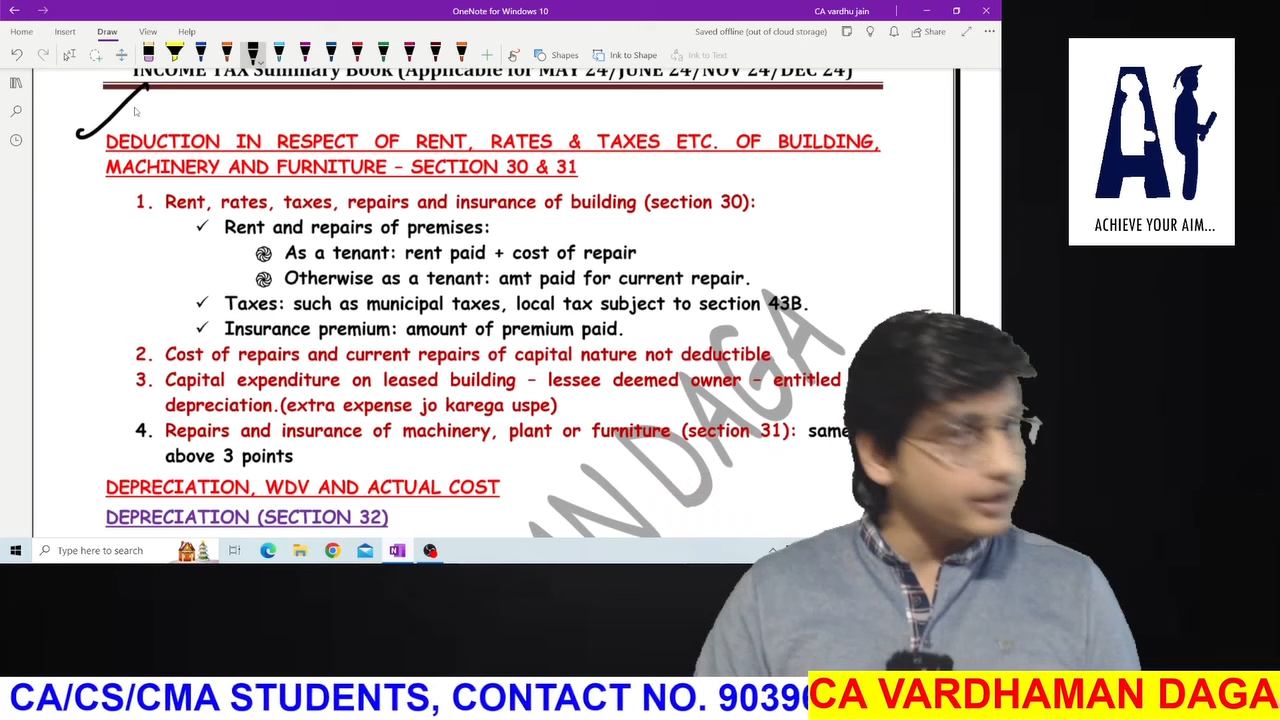 OneNote for Windows 10
CA vardhu jain
Home Insert Draw View Help
Saved offline (out of cloud storage) Share
Shapes Ink to Shape Ink to Text
INCOME TAX Summary Book (Applicable for MAY 24/JUNE 24/NOV 24/DEC 24)
DEDUCTION IN RESPECT OF RENT, RATES & TAXES ETC. OF BUILDING,
MACHINERY AND FURNITURE – SECTION 30 & 31
1. Rent, rates, taxes, repairs and insurance of building (section 30):
✓ Rent and repairs of premises:
As a tenant: rent paid + cost of repair
Otherwise as a tenant: amt paid for current repair.
✓ Taxes: such as municipal taxes, local tax subject to section 43B.
✓ Insurance premium: amount of premium paid.
2. Cost of repairs and current repairs of capital nature not deductible
3. Capital expenditure on leased building – lessee deemed owner – entitled
depreciation.(extra expense jo karega uspe)
4. Repairs and insurance of machinery, plant or furniture (section 31): same
above 3 points
DEPRECIATION, WDV AND ACTUAL COST
DEPRECIATION (SECTION 32)
AN DAGA
Type here to search
ACHIEVE YOUR AIM...
CA/CS/CMA STUDENTS, CONTACT NO. 9039
CA VARDHAMAN DAGA